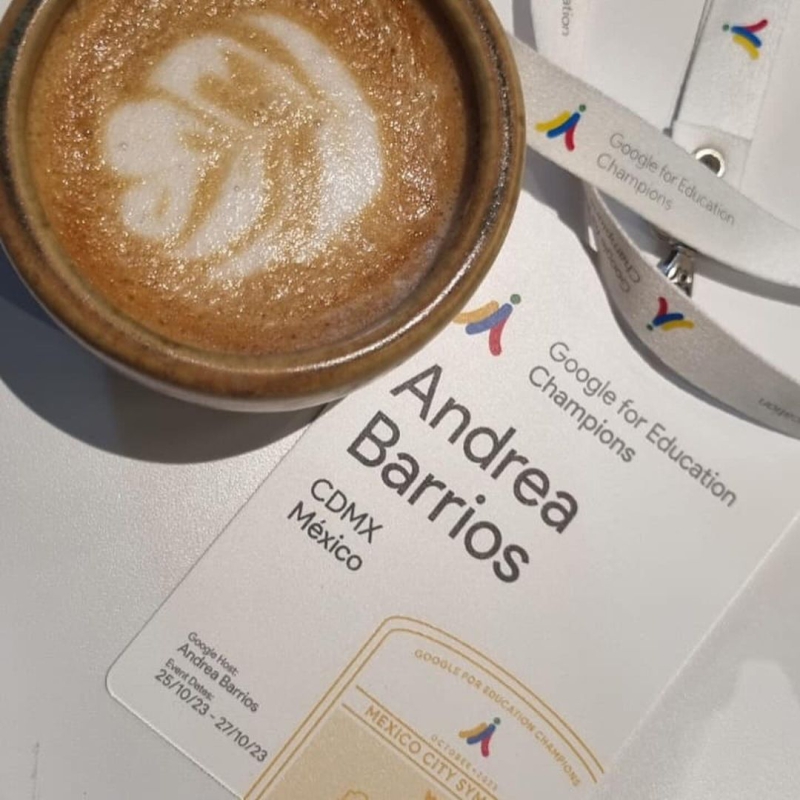 Google for Education
Champions
Google for Education
Champions
Andrea
Barrios
CDMX
México
Google Host:
Andrea Barrios
Event Dates:
25/10/23 - 27/10/23
GOOGLE FOR EDUCATION CHAMPIONS
OCTOBER • 2023
MEXICO CITY